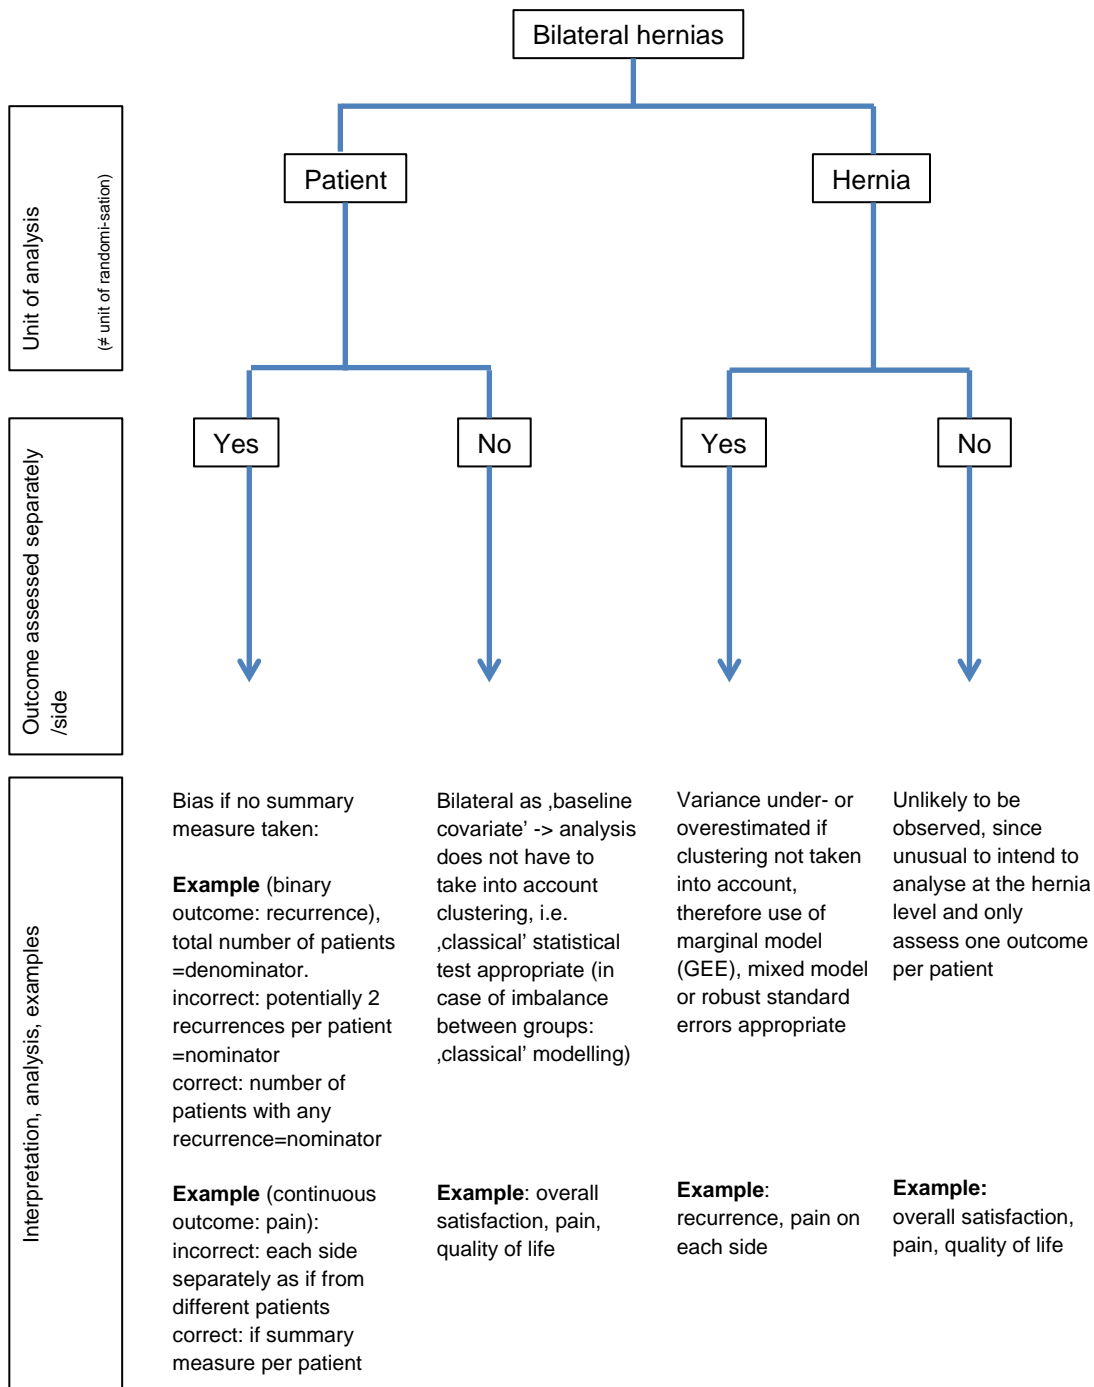 Bilateral hernias
Unit of analysis
(≠ unit of randomi-sation)
Patient
Hernia
Outcome assessed separately
/side
Yes
No
Yes
No
Interpretation, analysis, examples
Bias if no summary
measure taken:
Example (binary
outcome: recurrence),
total number of patients
=denominator.
incorrect: potentially 2
recurrences per patient
=nominator
correct: number of
patients with any
recurrence=nominator
Example (continuous
outcome: pain):
incorrect: each side
separately as if from
different patients
correct: if summary
measure per patient
Bilateral as ‚baseline
covariate’ -> analysis
does not have to
take into account
clustering, i.e.
‚classical’ statistical
test appropriate (in
case of imbalance
between groups:
‚classical’ modelling)
Example: overall
satisfaction, pain,
quality of life
Variance under- or
overestimated if
clustering not taken
into account,
therefore use of
marginal model
(GEE), mixed model
or robust standard
errors appropriate
Example:
recurrence, pain on
each side
Unlikely to be
observed, since
unusual to intend to
analyse at the hernia
level and only
assess one outcome
per patient
Example:
overall satisfaction,
pain, quality of life